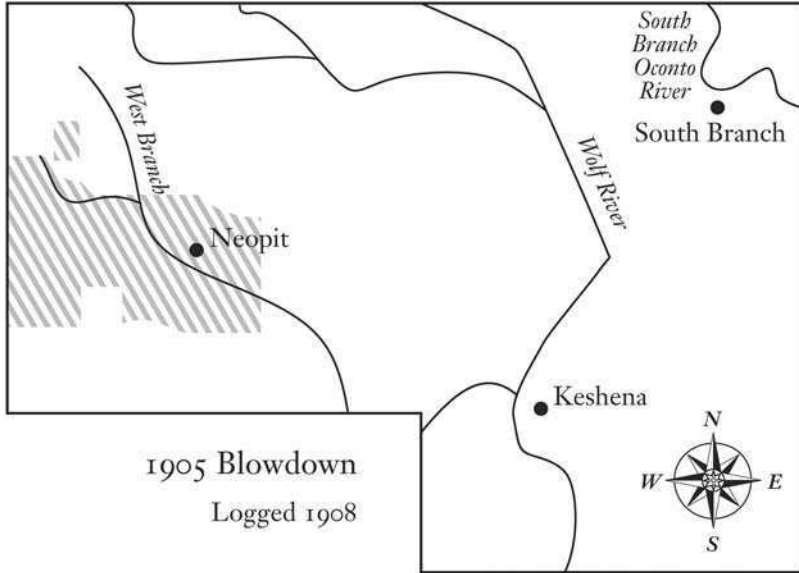 South
Branch
Oconto
River
South Branch
West Branch
Wolf River
Neopit
Keshena
1905 Blowdown
Logged 1908
N
W
E
S